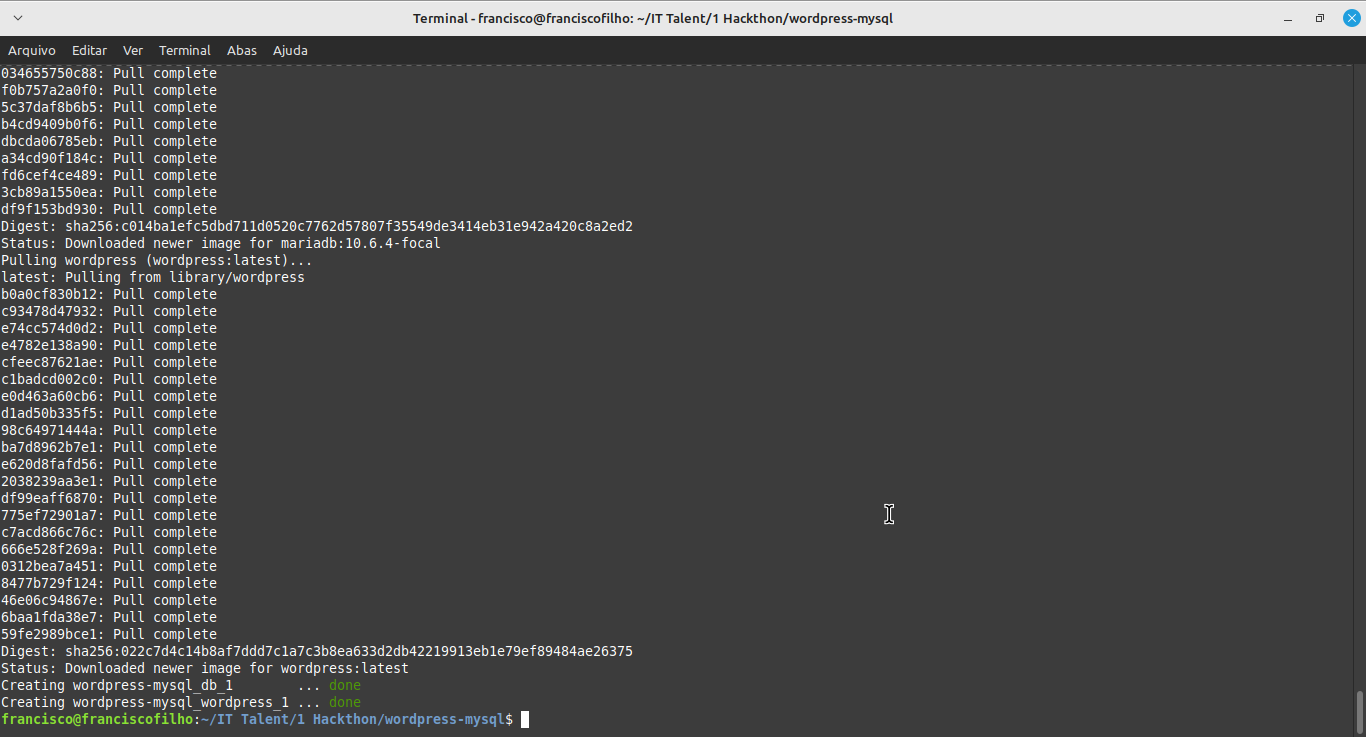 Terminal - francisco@franciscofilho: ~/IT Talent/1 Hackthon/wordpress-mysql
Arquivo Editar Ver Terminal Abas Ajuda
034655750c88: Pull complete
f0b757a2a0f0: Pull complete
5c37daf8b6b5: Pull complete
b4cd9409b0f6: Pull complete
dbcda06785eb: Pull complete
a34cd90f184c: Pull complete
fd6cef4ce489: Pull complete
3cb89a1550ea: Pull complete
df9f153bd930: Pull complete
Digest: sha256:c014ba1efc5dbd711d0520c7762d57807f35549de3414eb31e942a420c8a2ed2
Status: Downloaded newer image for mariadb:10.6.4-focal
Pulling wordpress (wordpress:latest)...
latest: Pulling from library/wordpress
b0a0cf830b12: Pull complete
c93478d47932: Pull complete
e74cc574d0d2: Pull complete
e4782e138a90: Pull complete
cfeec87621ae: Pull complete
c1badcd002c0: Pull complete
e0d463a60cb6: Pull complete
d1ad50b335f5: Pull complete
98c64971444a: Pull complete
ba7d8962b7e1: Pull complete
e620d8fafd56: Pull complete
2038239aa3e1: Pull complete
df99eaff6870: Pull complete
775ef72901a7: Pull complete
c7acd866c76c: Pull complete
666e528f269a: Pull complete
0312bea7a451: Pull complete
8477b729f124: Pull complete
46e06c94867e: Pull complete
6baa1fda38e7: Pull complete
59fe2989bce1: Pull complete
Digest: sha256:022c7d4c14b8af7ddd7c1a7c3b8ea633d2db42219913eb1e79ef89484ae26375
Status: Downloaded newer image for wordpress:latest
Creating wordpress-mysql_db_1        ... done
Creating wordpress-mysql_wordpress_1 ... done
francisco@franciscofilho:~/IT Talent/1 Hackthon/wordpress-mysql$